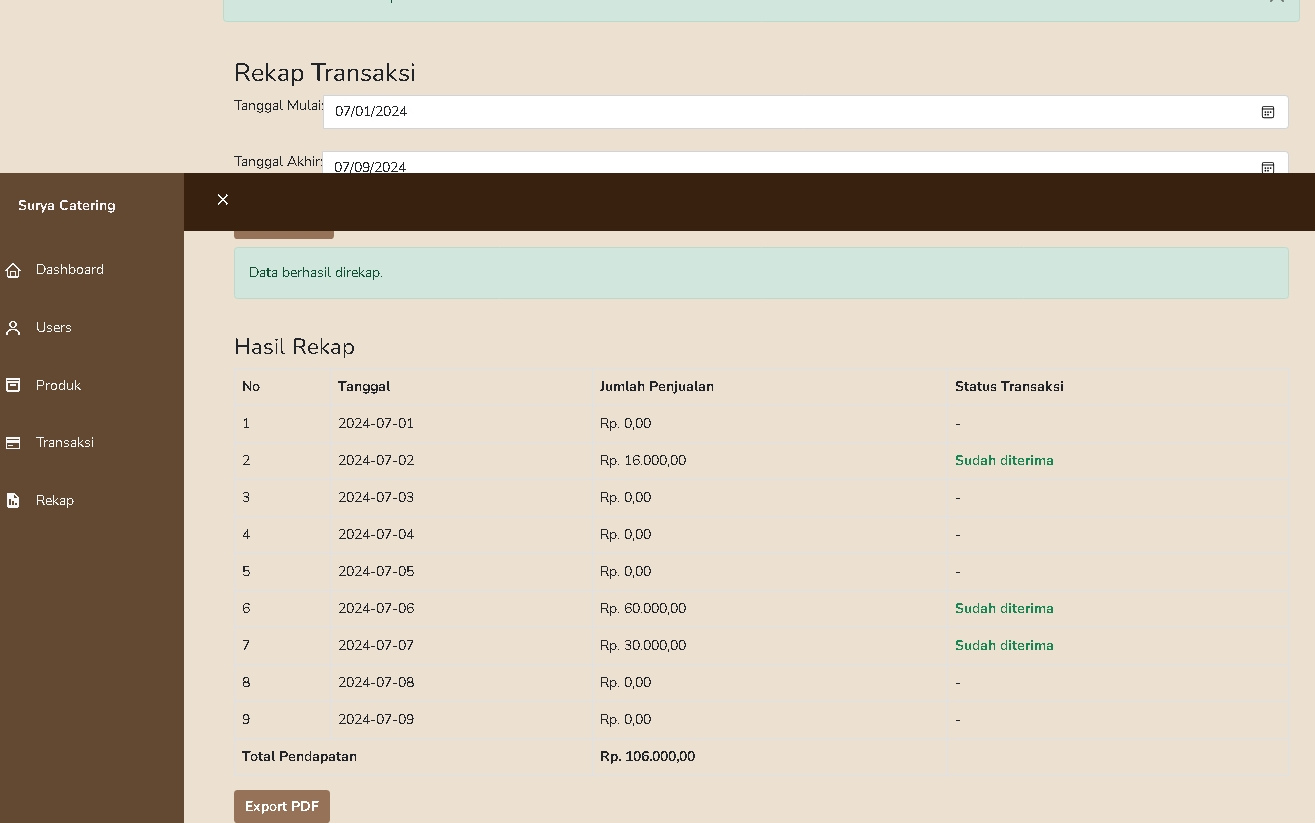 Rekap Transaksi
Tanggal Mulai: 07/01/2024
Tanggal Akhir: 07/09/2024
Surya Catering
Dashboard
Users
Produk
Transaksi
Rekap
Data berhasil direkap.
Hasil Rekap
No Tanggal Jumlah Penjualan Status Transaksi
1 2024-07-01 Rp. 0,00 -
2 2024-07-02 Rp. 16.000,00 Sudah diterima
3 2024-07-03 Rp. 0,00 -
4 2024-07-04 Rp. 0,00 -
5 2024-07-05 Rp. 0,00 -
6 2024-07-06 Rp. 60.000,00 Sudah diterima
7 2024-07-07 Rp. 30.000,00 Sudah diterima
8 2024-07-08 Rp. 0,00 -
9 2024-07-09 Rp. 0,00 -
Total Pendapatan Rp. 106.000,00
Export PDF